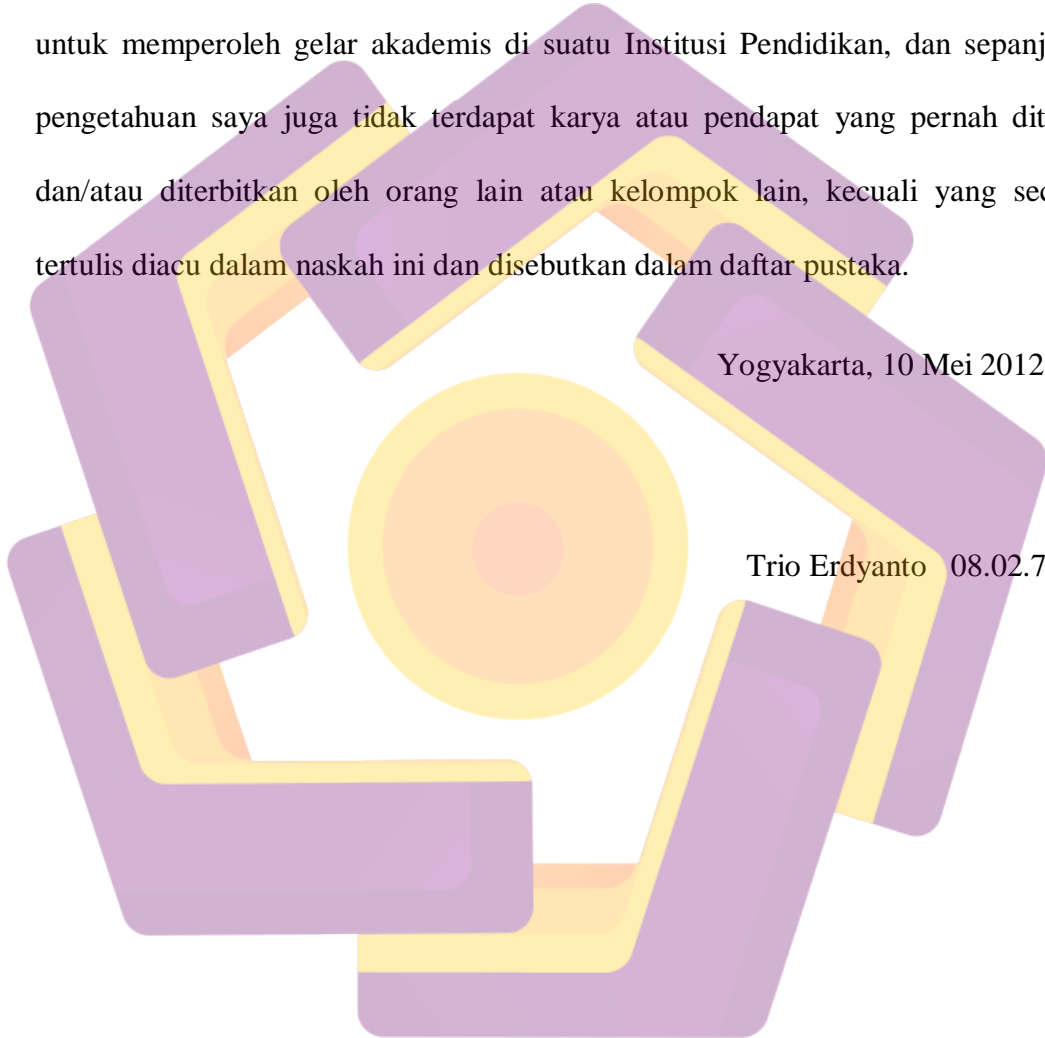 untuk memperoleh gelar akademis di suatu Institusi Pendidikan, dan sepanj
pengetahuan saya juga tidak terdapat karya atau pendapat yang pernah dit
dan/atau diterbitkan oleh orang lain atau kelompok lain, kecuali yang sec
tertulis diacu dalam naskah ini dan disebutkan dalam daftar pustaka.
Yogyakarta, 10 Mei 2012
Trio Erdyanto 08.02.7